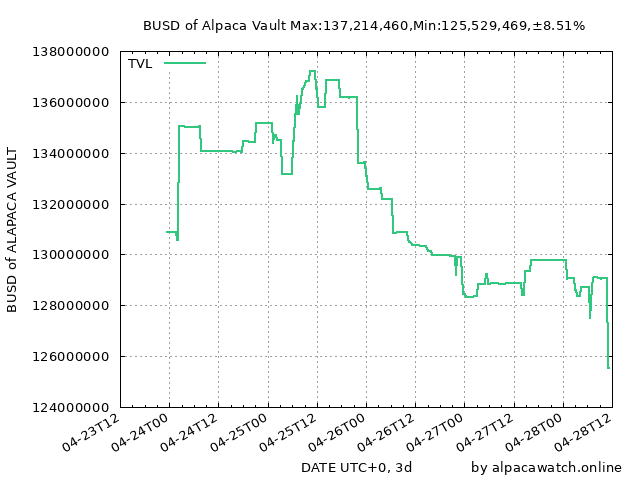 BUSD of Alpaca Vault Max:137,214,460,Min:125,529,469,±8.51%
TVL
138000000
136000000
134000000
132000000
130000000
128000000
126000000
124000000
BUSD of ALAPACA VAULT
04-23T12
04-24T00
04-24T12
04-25T00
04-25T12
04-26T00
04-26T12
04-27T00
04-27T12
04-28T00
04-28T12
DATE UTC+0, 3d
by alpacawatch.online